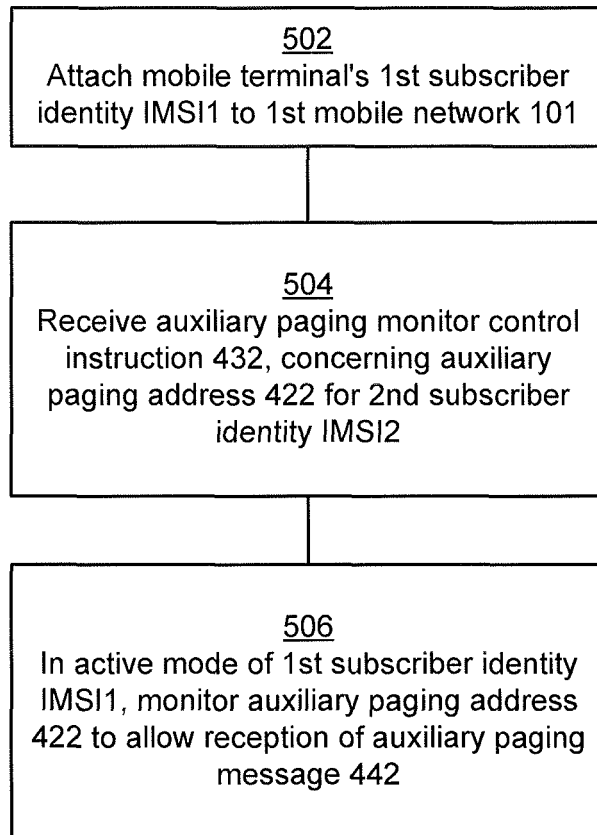 502
Attach mobile terminal's 1st subscriber
identity IMSI1 to 1st mobile network 101
504
Receive auxiliary paging monitor control
instruction 432, concerning auxiliary
paging address 422 for 2nd subscriber
identity IMSI2
506
In active mode of 1st subscriber identity
IMSI1, monitor auxiliary paging address
422 to allow reception of auxiliary paging
message 442